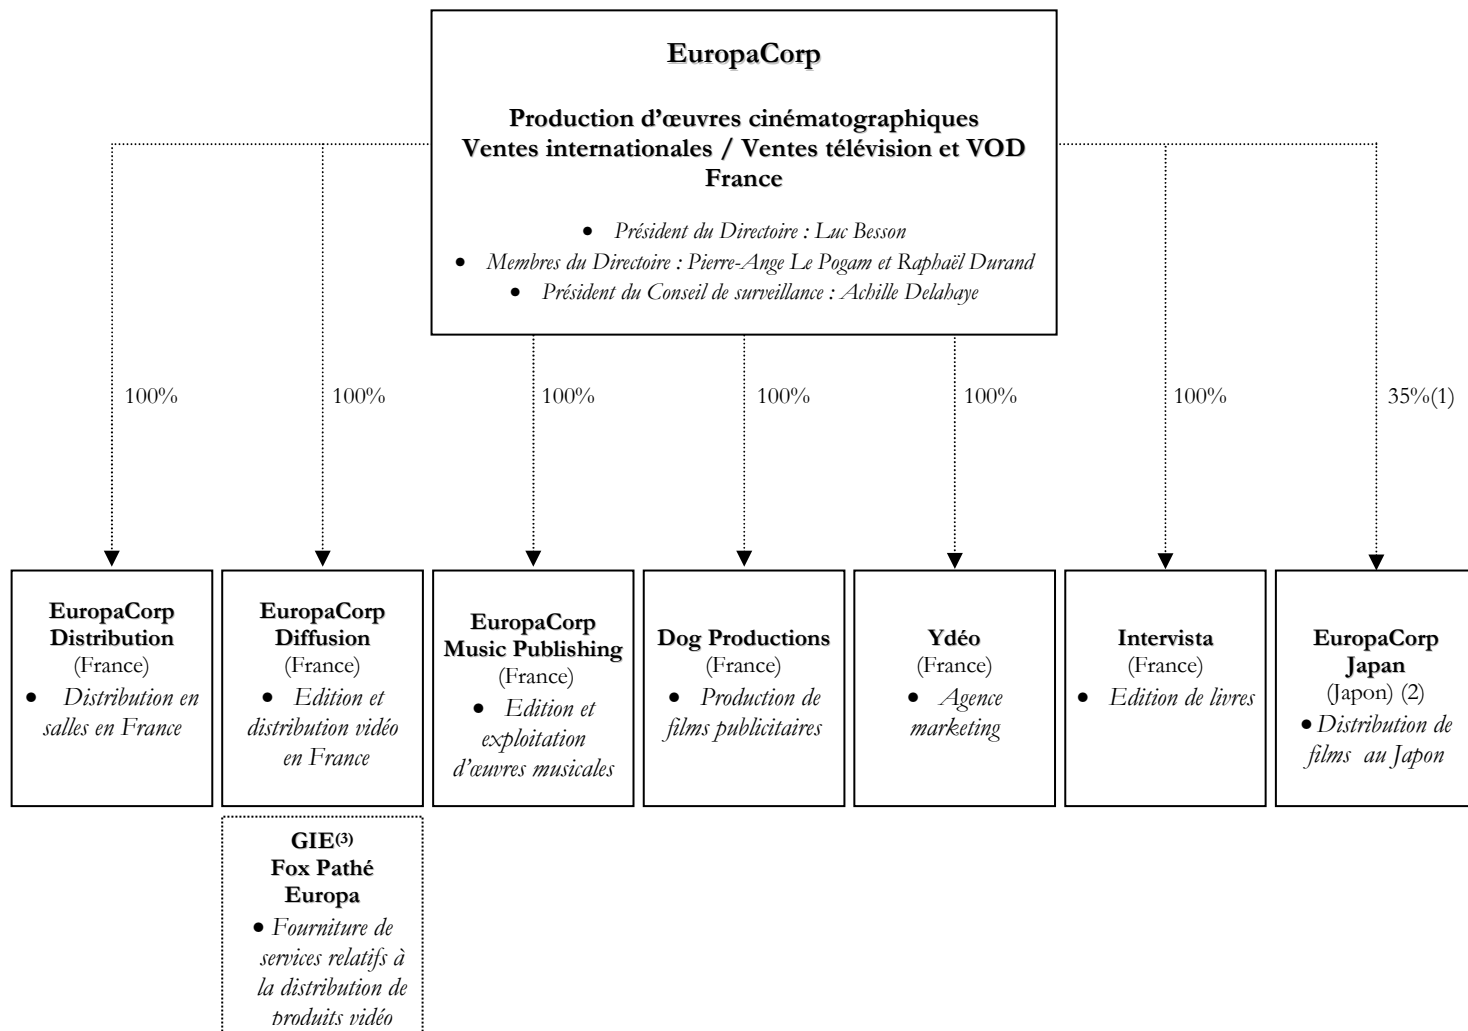 EuropaCorp
Production d'œuvres cinématographiques
Ventes internationales / Ventes télévision et VOD
France
• Président du Directoire : Luc Besson
• Membres du Directoire : Pierre-Ange Le Pogam et Raphaël Durand
• Président du Conseil de surveillance : Achille Delahaye
100%
100%
100%
100%
100%
100%
35%(1)
EuropaCorp
Distribution
(France)
• Distribution en
salles en France
EuropaCorp
Diffusion
(France)
• Edition et
distribution vidéo
en France
EuropaCorp
Music Publishing
(France)
• Edition et
exploitation
d'œuvres musicales
Dog Productions
(France)
• Production de
films publicitaires
Ydéo
(France)
• Agence
marketing
Intervista
(France)
• Edition de livres
EuropaCorp
Japan
(Japon) (2)
• Distribution de
films au Japon
GIE(3)
Fox Pathé
Europa
• Fourniture de
services relatifs à
la distribution de
produits vidéo